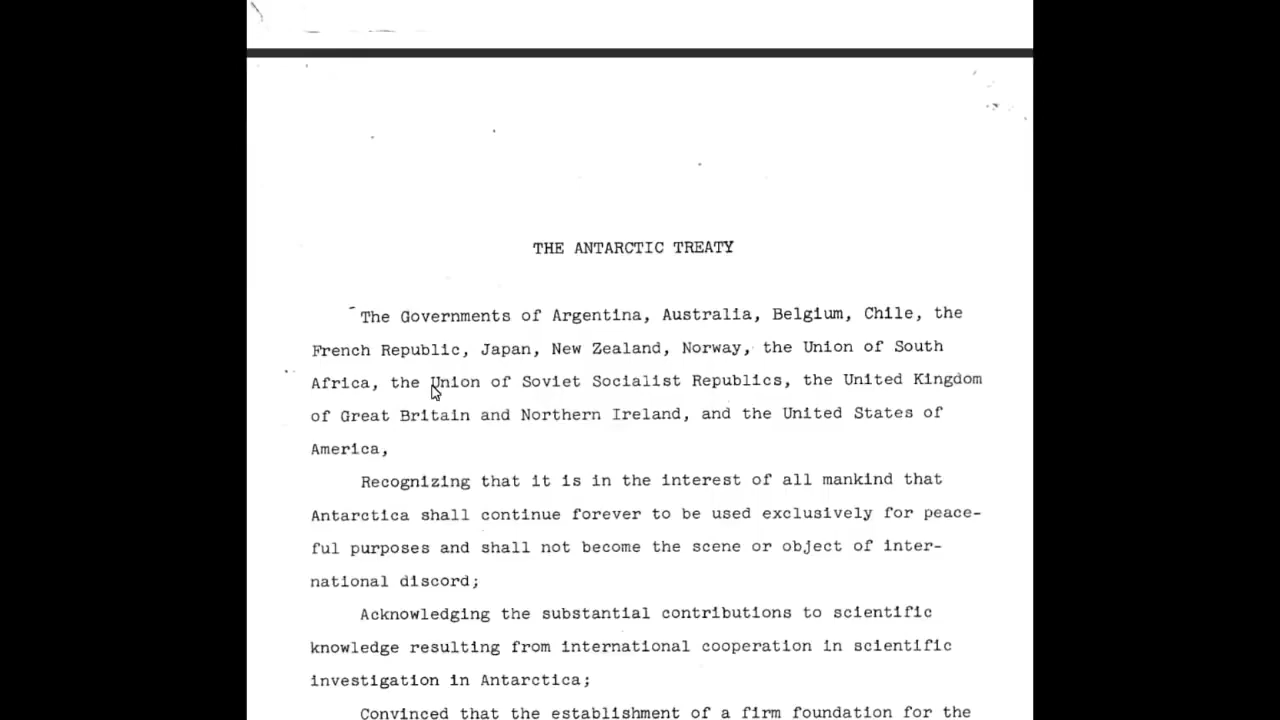 THE ANTARCTIC TREATY
The Governments of Argentina, Australia, Belgium, Chile, the
French Republic, Japan, New Zealand, Norway, the Union of South
Africa, the Union of Soviet Socialist Republics, the United Kingdom
of Great Britain and Northern Ireland, and the United States of
America,
Recognizing that it is in the interest of all mankind that
Antarctica shall continue forever to be used exclusively for peace-
ful purposes and shall not become the scene or object of inter-
national discord;
Acknowledging the substantial contributions to scientific
knowledge resulting from international cooperation in scientific
investigation in Antarctica;
Convinced that the establishment of a firm foundation for the